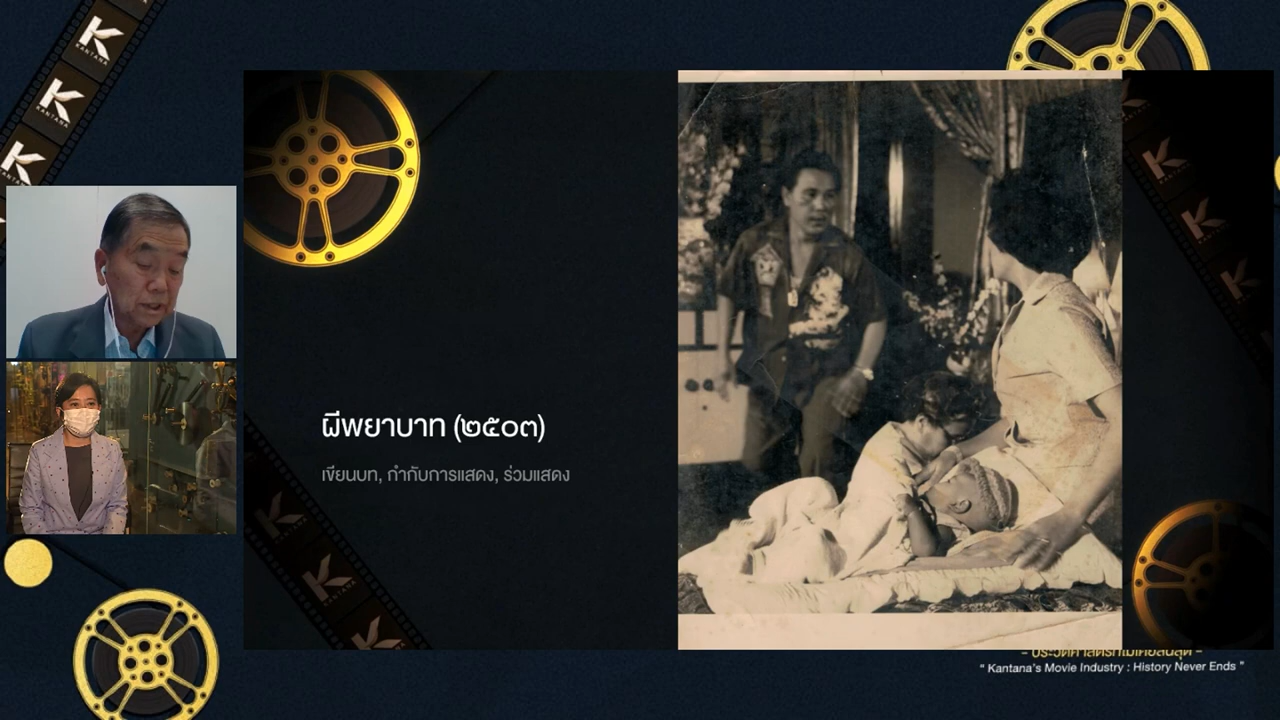 K
KANTANA
K
KANTANA
K
ผีพยาบาท (๒๕๐๓)
เขียนบท, กำกับการแสดง, ร่วมแสดง
" Kantana's Movie Industry : History Never Ends "